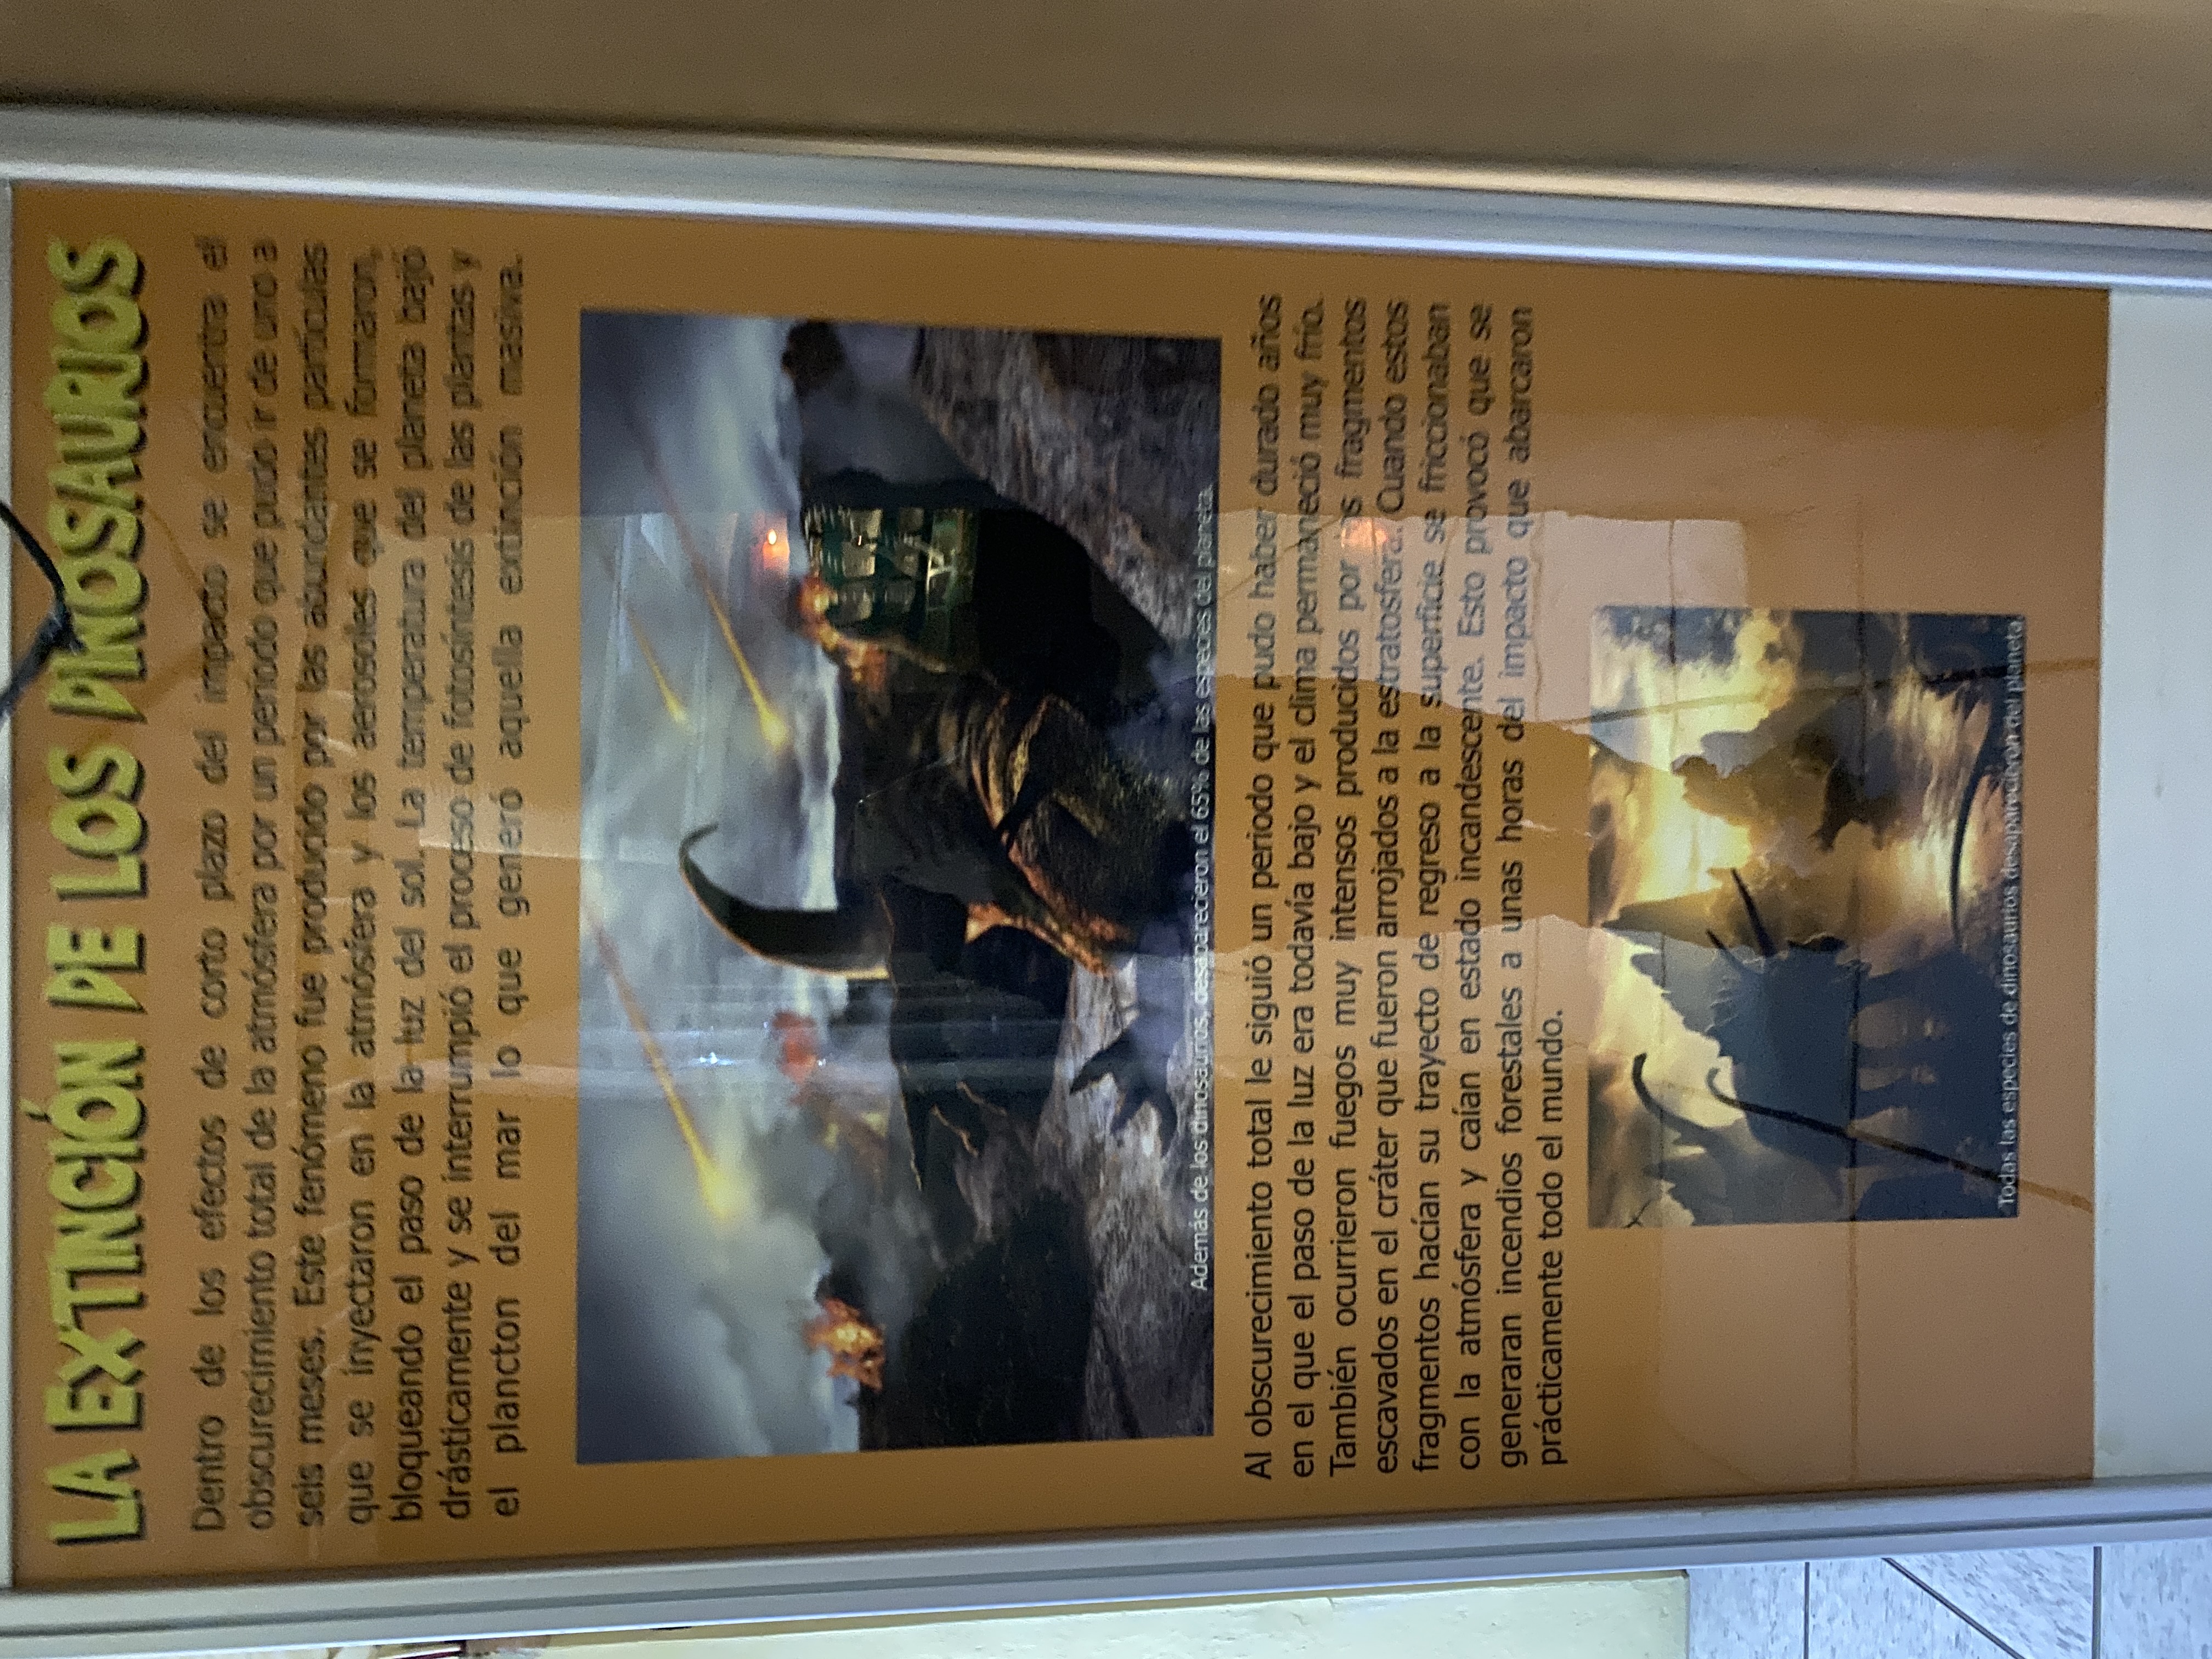 LA EXTINCIÓN DE LOS DINOSAURIOS
Dentro de los efectos de corto plazo del impacto se encuentra el
obscurecimiento total de la atmósfera por un periodo que pudo ir de uno a
seis meses. Este fenómeno fue producido por las abundantes partículas
que se inyectaron en la atmósfera y los aerosoles que se formaron,
bloqueando el paso de la luz del sol. La temperatura del planeta bajó
drásticamente y se interrumpió el proceso de fotosíntesis de las plantas y
el plancton del mar lo que generó aquella extinción masiva.
Además de los dinosaurios, desaparecieron el 65% de las especies del planeta.
Al obscurecimiento total le siguió un periodo que pudo haber durado años
en el que el paso de la luz era todavía bajo y el clima permaneció muy frío.
También ocurrieron fuegos muy intensos producidos por los fragmentos
escavados en el cráter que fueron arrojados a la estratosfera. Cuando estos
fragmentos hacían su trayecto de regreso a la superficie se friccionaban
con la atmósfera y caían en estado incandescente. Esto provocó que se
generaran incendios forestales a unas horas del impacto que abarcaron
prácticamente todo el mundo.
Todas las especies de dinosaurios desaparecieron del planeta.